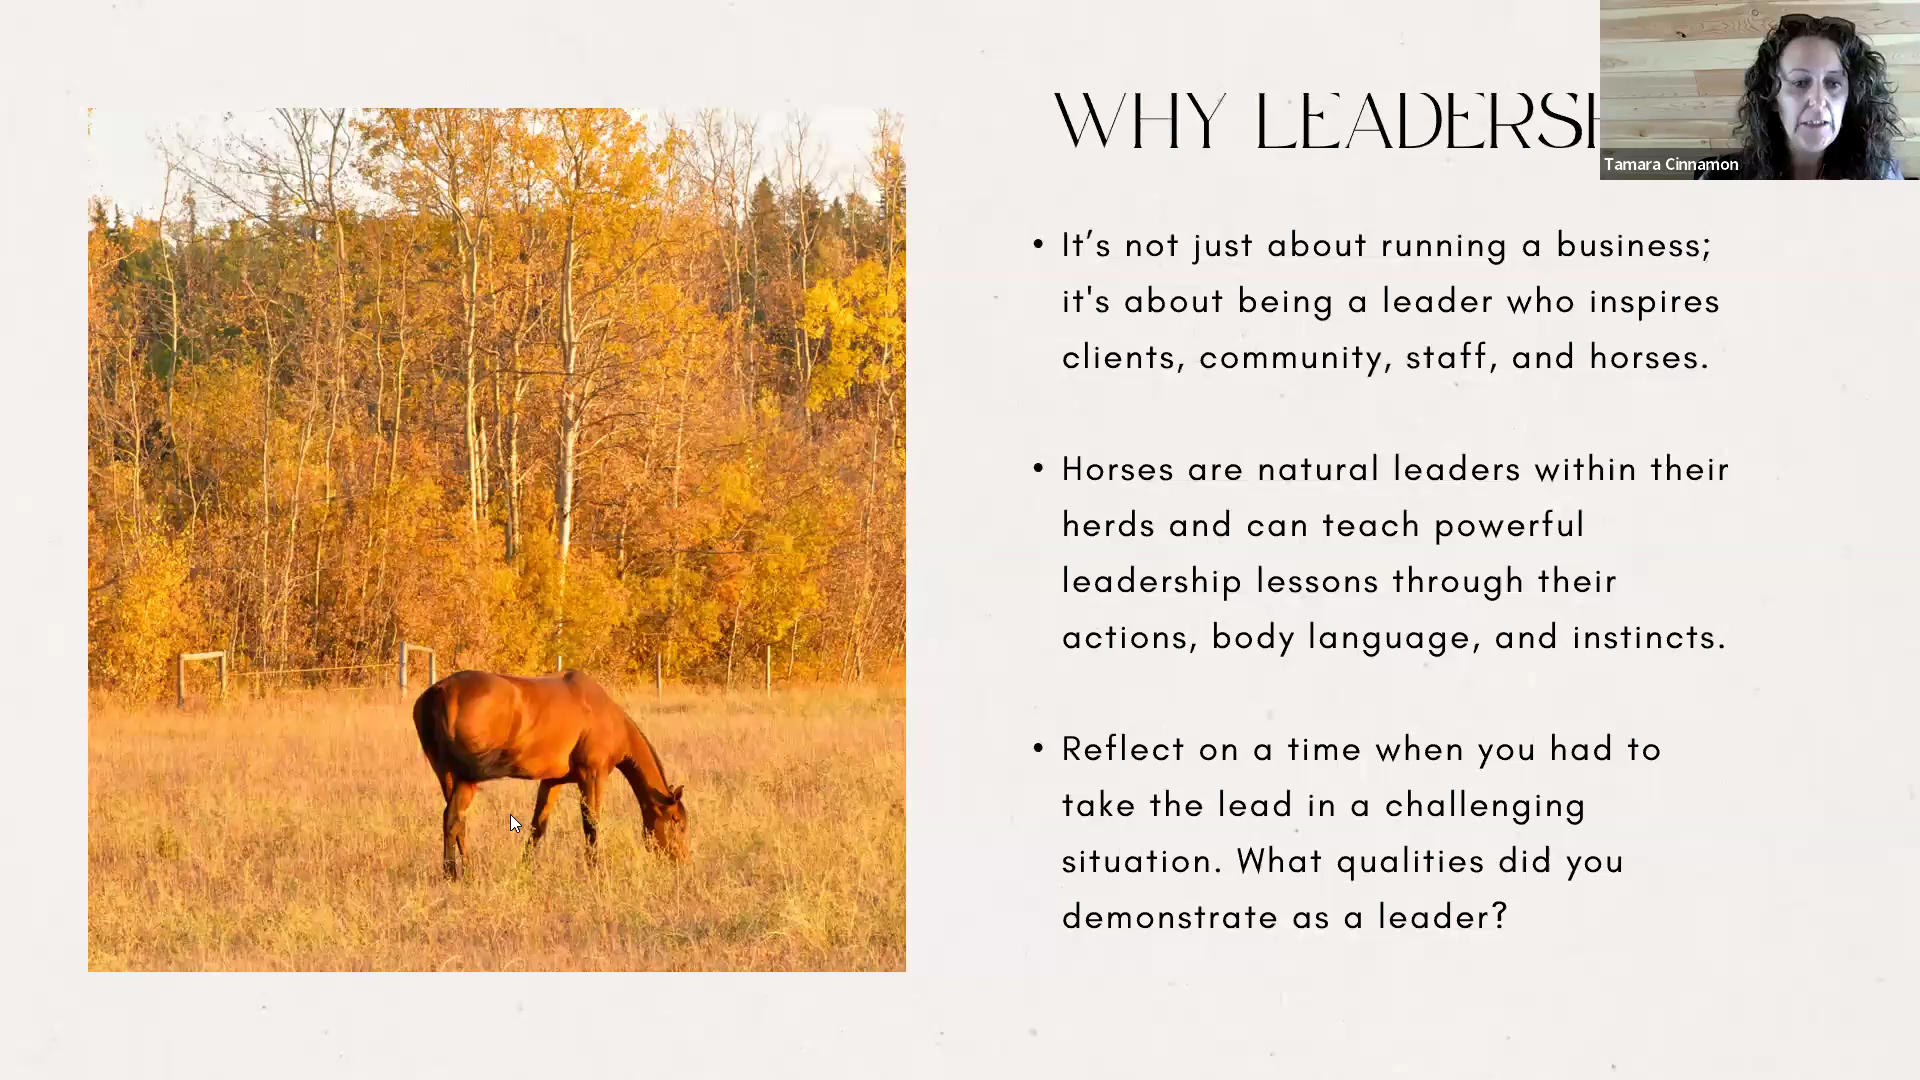 WHY LEADERSH
Tamara Cinnamon
• It’s not just about running a business;
it's about being a leader who inspires
clients, community, staff, and horses.
• Horses are natural leaders within their
herds and can teach powerful
leadership lessons through their
actions, body language, and instincts.
• Reflect on a time when you had to
take the lead in a challenging
situation. What qualities did you
demonstrate as a leader?